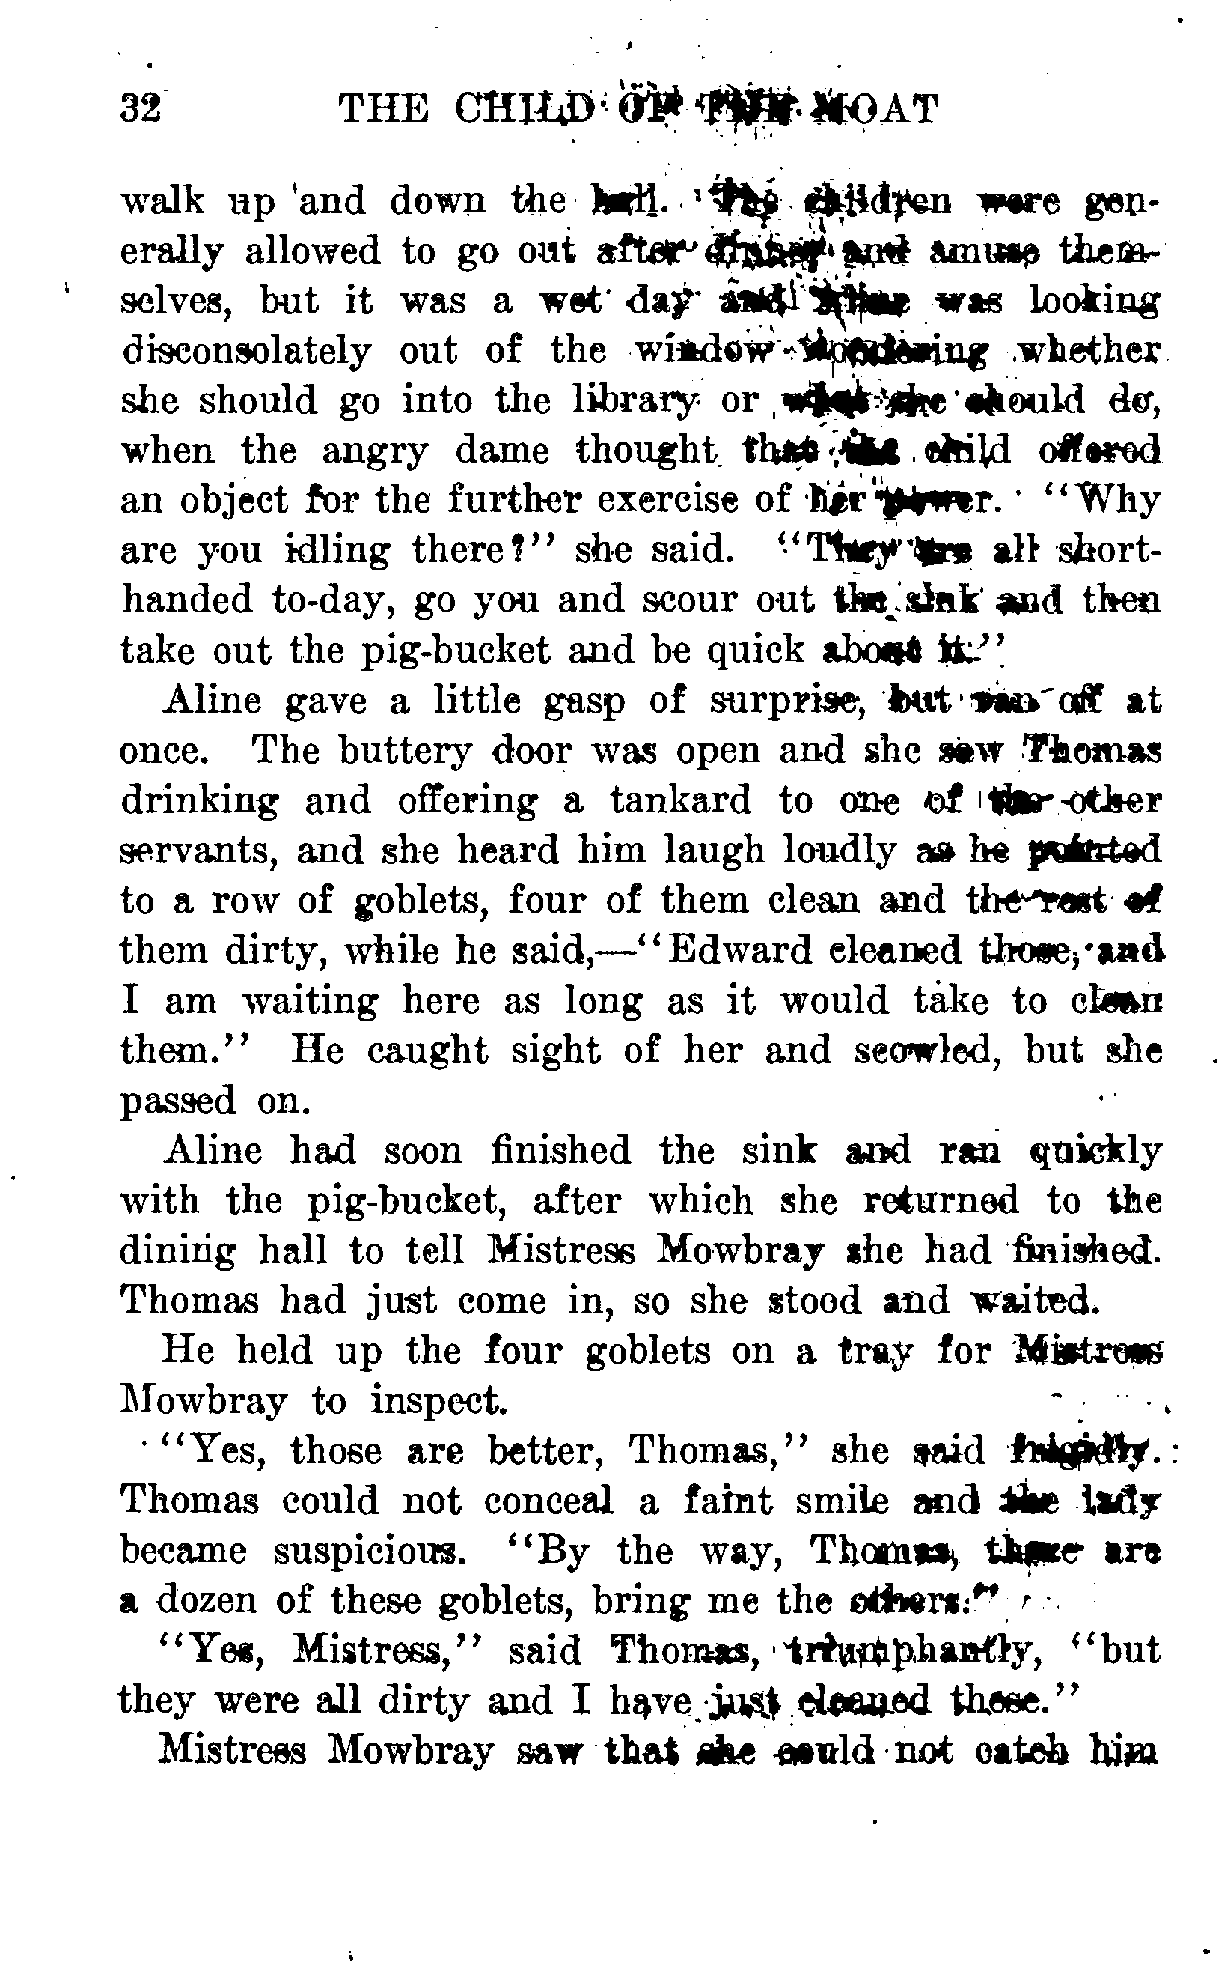 32 THE CHILD OF THE MOAT
walk up and down the hall. The children were gen-
erally allowed to go out after dinner and amuse them-
selves, but it was a wet day and Aline was looking
disconsolately out of the window wondering whether
she should go into the library or what she should do,
when the angry dame thought that the child offered
an object for the further exercise of her power. "Why
are you idling there?" she said. "They are all short-
handed to-day, go you and scour out the sink and then
take out the pig-bucket and be quick about it."
Aline gave a little gasp of surprise, but ran off at
once. The buttery door was open and she saw Thomas
drinking and offering a tankard to one of the other
servants, and she heard him laugh loudly as he pointed
to a row of goblets, four of them clean and the rest of
them dirty, while he said,—"Edward cleaned those, and
I am waiting here as long as it would take to clean
them." He caught sight of her and scowled, but she
passed on.
Aline had soon finished the sink and ran quickly
with the pig-bucket, after which she returned to the
dining hall to tell Mistress Mowbray she had finished.
Thomas had just come in, so she stood and waited.
He held up the four goblets on a tray for Mistress
Mowbray to inspect.
"Yes, those are better, Thomas," she said frigidly.
Thomas could not conceal a faint smile and the lady
became suspicious. "By the way, Thomas, there are
a dozen of these goblets, bring me the others."
"Yes, Mistress," said Thomas, triumphantly, "but
they were all dirty and I have just cleaned these."
Mistress Mowbray saw that she could not catch him